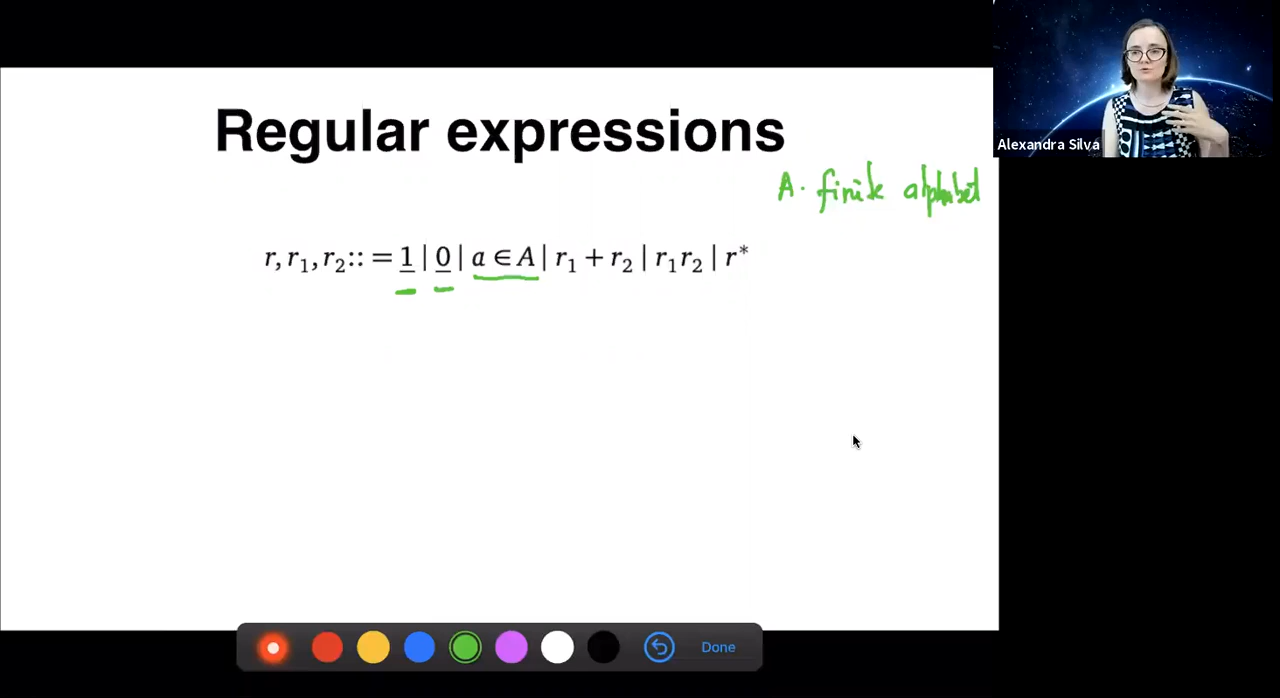 Regular expressions
Alexandra Silva
A. finite alphabet
r, r₁, r₂:: = 1 | 0 | a ∈ A | r₁ + r₂ | r₁r₂ | r*
Done